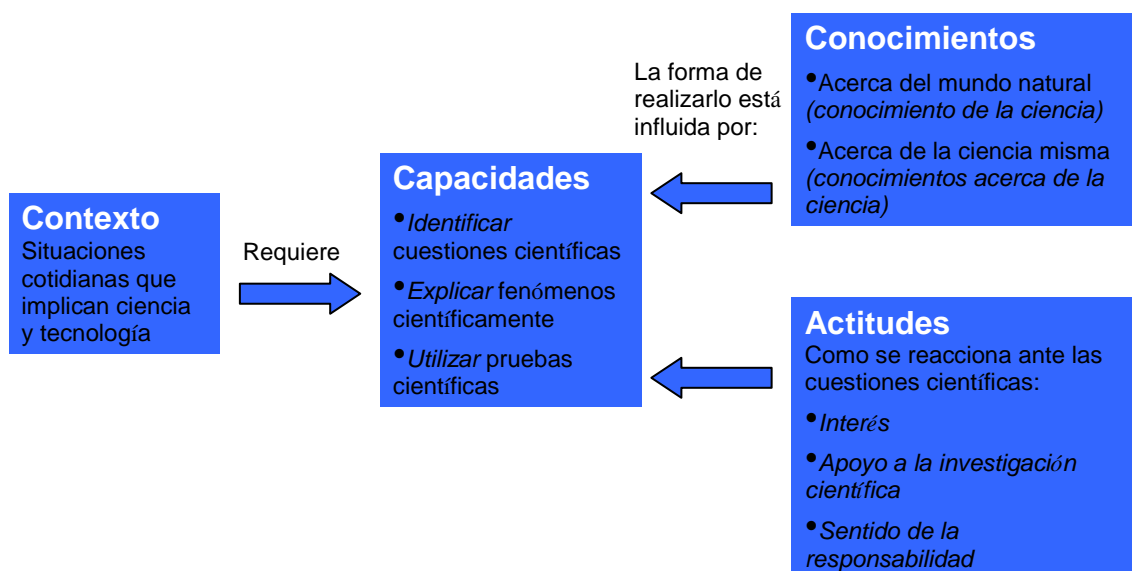 Contexto
Situaciones
cotidianas que
implican ciencia
y tecnología
Requiere
Capacidades
•Identificar
cuestiones científicas
•Explicar fenómenos
científicamente
•Utilizar pruebas
científicas
La forma de
realizarlo está
influida por:
Conocimientos
•Acerca del mundo natural
(conocimiento de la ciencia)
•Acerca de la ciencia misma
(conocimientos acerca de la
ciencia)
Actitudes
Como se reacciona ante las
cuestiones científicas:
•Interés
•Apoyo a la investigación
científica
•Sentido de la
responsabilidad